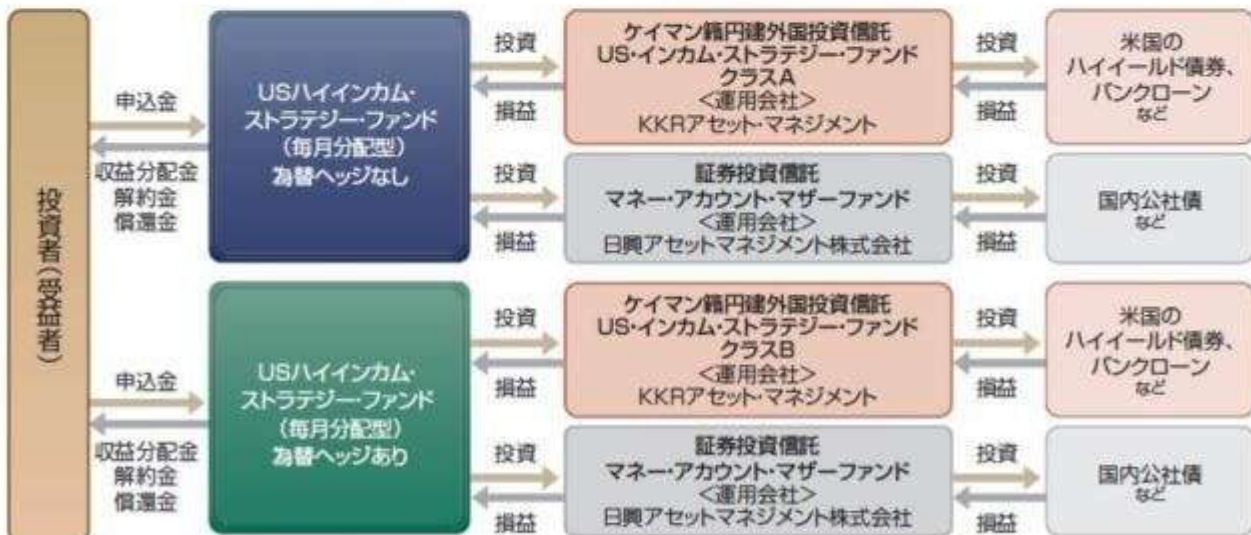 投資者(受益者)
申込金
収益分配金
解約金
償還金
USハイインカム・
ストラテジー・ファンド
(毎月分配型)
為替ヘッジなし
投資
損益
ケイマン籍円建外国投資信託
US・インカム・ストラテジー・ファンド
クラスA
<運用会社>
KKRアセット・マネジメント
投資
損益
米国の
ハイイールド債券、
バンクローン
など
投資
損益
証券投資信託
マネー・アカウント・マザーファンド
<運用会社>
日興アセットマネジメント株式会社
投資
損益
国内公社債
など
申込金
収益分配金
解約金
償還金
USハイインカム・
ストラテジー・ファンド
(毎月分配型)
為替ヘッジあり
投資
損益
ケイマン籍円建外国投資信託
US・インカム・ストラテジー・ファンド
クラスB
<運用会社>
KKRアセット・マネジメント
投資
損益
米国の
ハイイールド債券、
バンクローン
など
投資
損益
証券投資信託
マネー・アカウント・マザーファンド
<運用会社>
日興アセットマネジメント株式会社
投資
損益
国内公社債
など